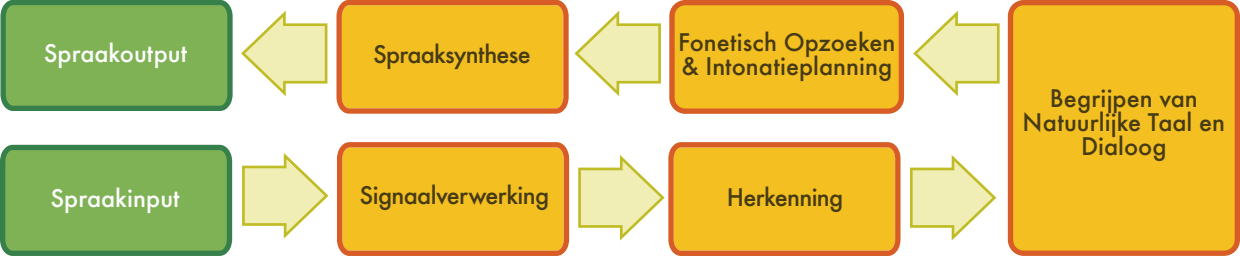 Spraakoutput
Spraaksynthese
Fonetisch Opzoeken
& Intonatieplanning
Begrijpen van
Natuurlijke Taal en
Dialoog
Spraakinput
Signaalverwerking
Herkenning